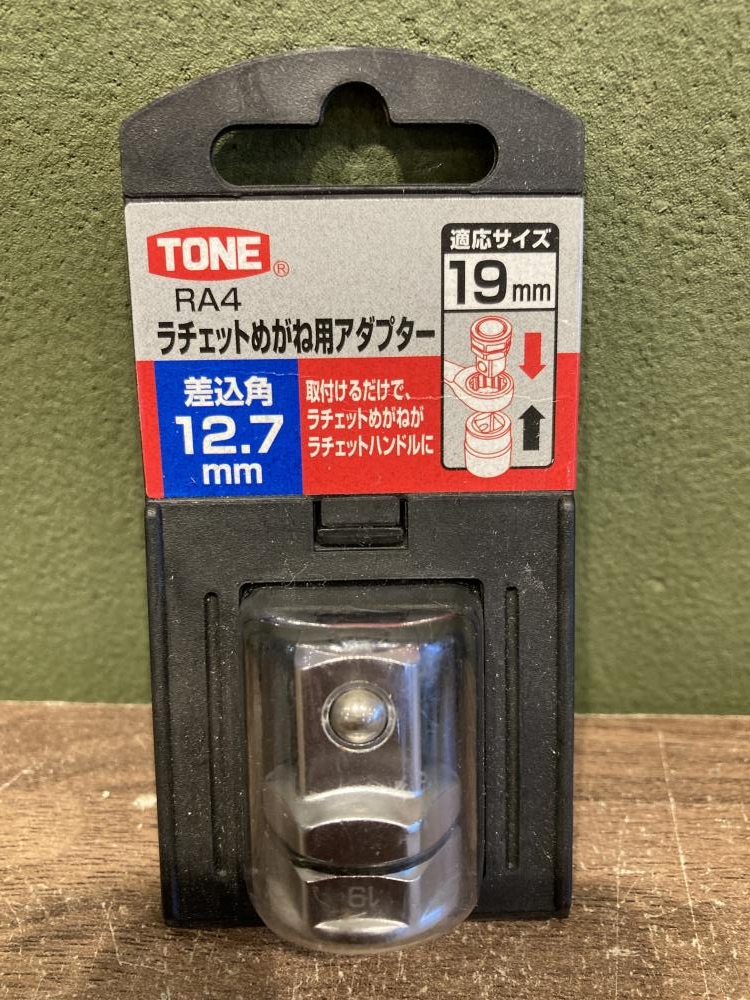 TONE®
RA4
ラチェットめがね用アダプター
適応サイズ
19mm
差込角
12.7
mm
取付けるだけで、
ラチェットめがねが
ラチェットハンドルに
19